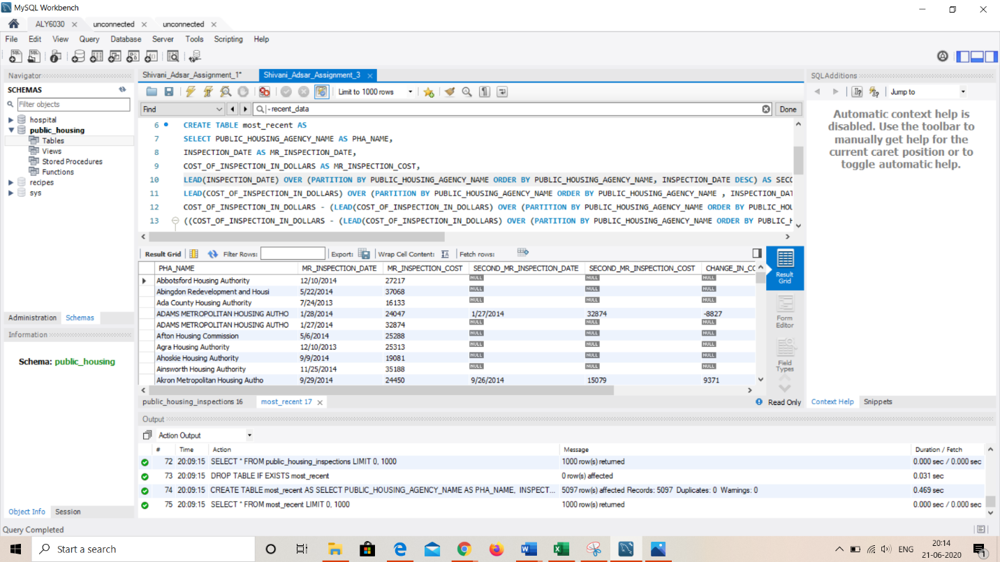 MySQL Workbench
ALY6030 unconnected unconnected
File Edit View Query Database Server Tools Scripting Help
Navigator
SCHEMAS
Filter objects
hospital
public_housing
Tables
Views
Stored Procedures
Functions
recipes
sys
Administration Schemas
Information
Schema: public_housing
Object Info Session
Shivani_Adsar_Assignment_1* Shivani_Adsar_Assignment_3
Limit to 1000 rows
Find -recent_data Done
6 CREATE TABLE most_recent AS
7 SELECT PUBLIC_HOUSING_AGENCY_NAME AS PHA_NAME,
8 INSPECTION_DATE AS MR_INSPECTION_DATE,
9 COST_OF_INSPECTION_IN_DOLLARS AS MR_INSPECTION_COST,
10 LEAD(INSPECTION_DATE) OVER (PARTITION BY PUBLIC_HOUSING_AGENCY_NAME ORDER BY PUBLIC_HOUSING_AGENCY_NAME, INSPECTION_DATE DESC) AS SECO
11 LEAD(COST_OF_INSPECTION_IN_DOLLARS) OVER (PARTITION BY PUBLIC_HOUSING_AGENCY_NAME ORDER BY PUBLIC_HOUSING_AGENCY_NAME , INSPECTION_DAT
12 COST_OF_INSPECTION_IN_DOLLARS - (LEAD(COST_OF_INSPECTION_IN_DOLLARS) OVER (PARTITION BY PUBLIC_HOUSING_AGENCY_NAME ORDER BY PUBLIC_HOU
13 ((COST_OF_INSPECTION_IN_DOLLARS - (LEAD(COST_OF_INSPECTION_IN_DOLLARS) OVER (PARTITION BY PUBLIC_HOUSING_AGENCY_NAME ORDER BY PUBLIC_H
Result Grid Filter Rows: Export: Wrap Cell Content: Fetch rows:
PHA_NAME MR_INSPECTION_DATE MR_INSPECTION_COST SECOND_MR_INSPECTION_DATE SECOND_MR_INSPECTION_COST CHANGE_IN_CO
Abbotsford Housing Authority 12/10/2014 27217 NULL NULL NULL
Abingdon Redevelopment and Housi 5/22/2014 37068 NULL NULL NULL
Ada County Housing Authority 7/24/2013 16133 NULL NULL NULL
ADAMS METROPOLITAN HOUSING AUTHO 1/28/2014 24047 1/27/2014 32874 -8827
ADAMS METROPOLITAN HOUSING AUTHO 1/27/2014 32874 NULL NULL NULL
Afton Housing Commission 5/6/2014 25288 NULL NULL NULL
Agra Housing Authority 12/10/2013 25313 NULL NULL NULL
Ahoskie Housing Authority 9/9/2014 19081 NULL NULL NULL
Ainsworth Housing Authority 11/25/2014 35188 NULL NULL NULL
Akron Metropolitan Housing Autho 9/29/2014 24450 9/26/2014 15079 9371
Result Grid
Form Editor
Field Types
public_housing_inspections 16 most_recent 17 Read Only
SQLAdditions
Jump to
Automatic context help is
disabled. Use the toolbar to
manually get help for the
current caret position or to
toggle automatic help.
Context Help Snippets
Output
Action Output
# Time Action Message Duration / Fetch
72 20:09:15 SELECT * FROM public_housing_inspections LIMIT 0, 1000 1000 row(s) returned 0.000 sec / 0.000 sec
73 20:09:15 DROP TABLE IF EXISTS most_recent 0 row(s) affected 0.031 sec
74 20:09:15 CREATE TABLE most_recent AS SELECT PUBLIC_HOUSING_AGENCY_NAME AS PHA_NAME, INSPECT... 5097 row(s) affected Records: 5097 Duplicates: 0 Warnings: 0 0.469 sec
75 20:09:15 SELECT * FROM most_recent LIMIT 0, 1000 1000 row(s) returned 0.000 sec / 0.000 sec
Query Completed
Start a search
ENG
20:14
21-06-2020
1